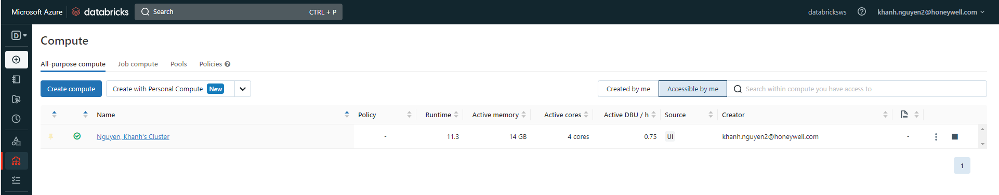 Microsoft Azure databricks Search CTRL + P databricksws khanh.nguyen2@honeywell.com
D
Compute
All-purpose compute Job compute Pools Policies
Create compute Create with Personal Compute New Created by me Accessible by me Search within compute you have access to
Name Policy Runtime Active memory Active cores Active DBU / h Source Creator
Nguyen, Khanh's Cluster - 11.3 14 GB 4 cores 0.75 UI khanh.nguyen2@honeywell.com -
1